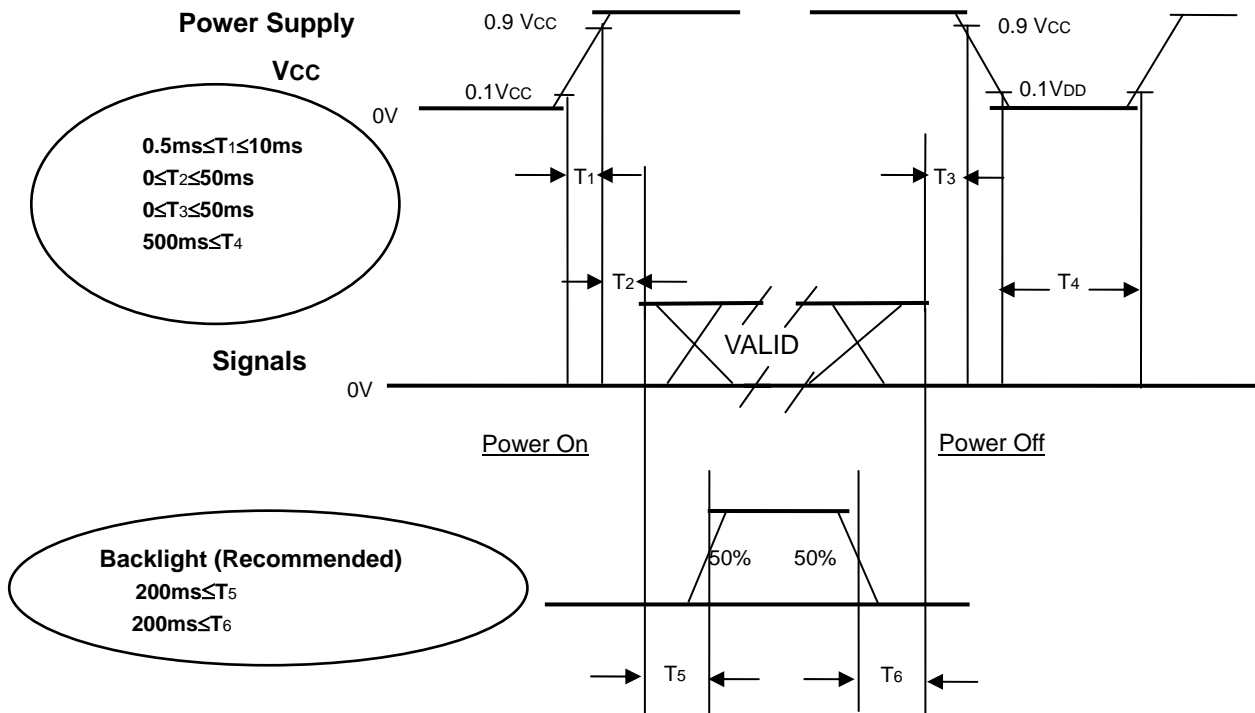 Power Supply
0.9 VCC
0.9 VCC
VCC
0.1VCC
0.1VDD
0V
0.5ms≤T1≤10ms
0≤T2≤50ms
0≤T3≤50ms
500ms≤T4
T1
T3
T2
T4
VALID
Signals
0V
Power On
Power Off
Backlight (Recommended)
200ms≤T5
200ms≤T6
50%
50%
T5
T6